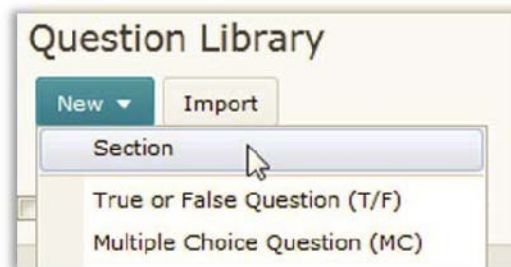 Question Library
New Import
Section
True or False Question (T/F)
Multiple Choice Question (MC)